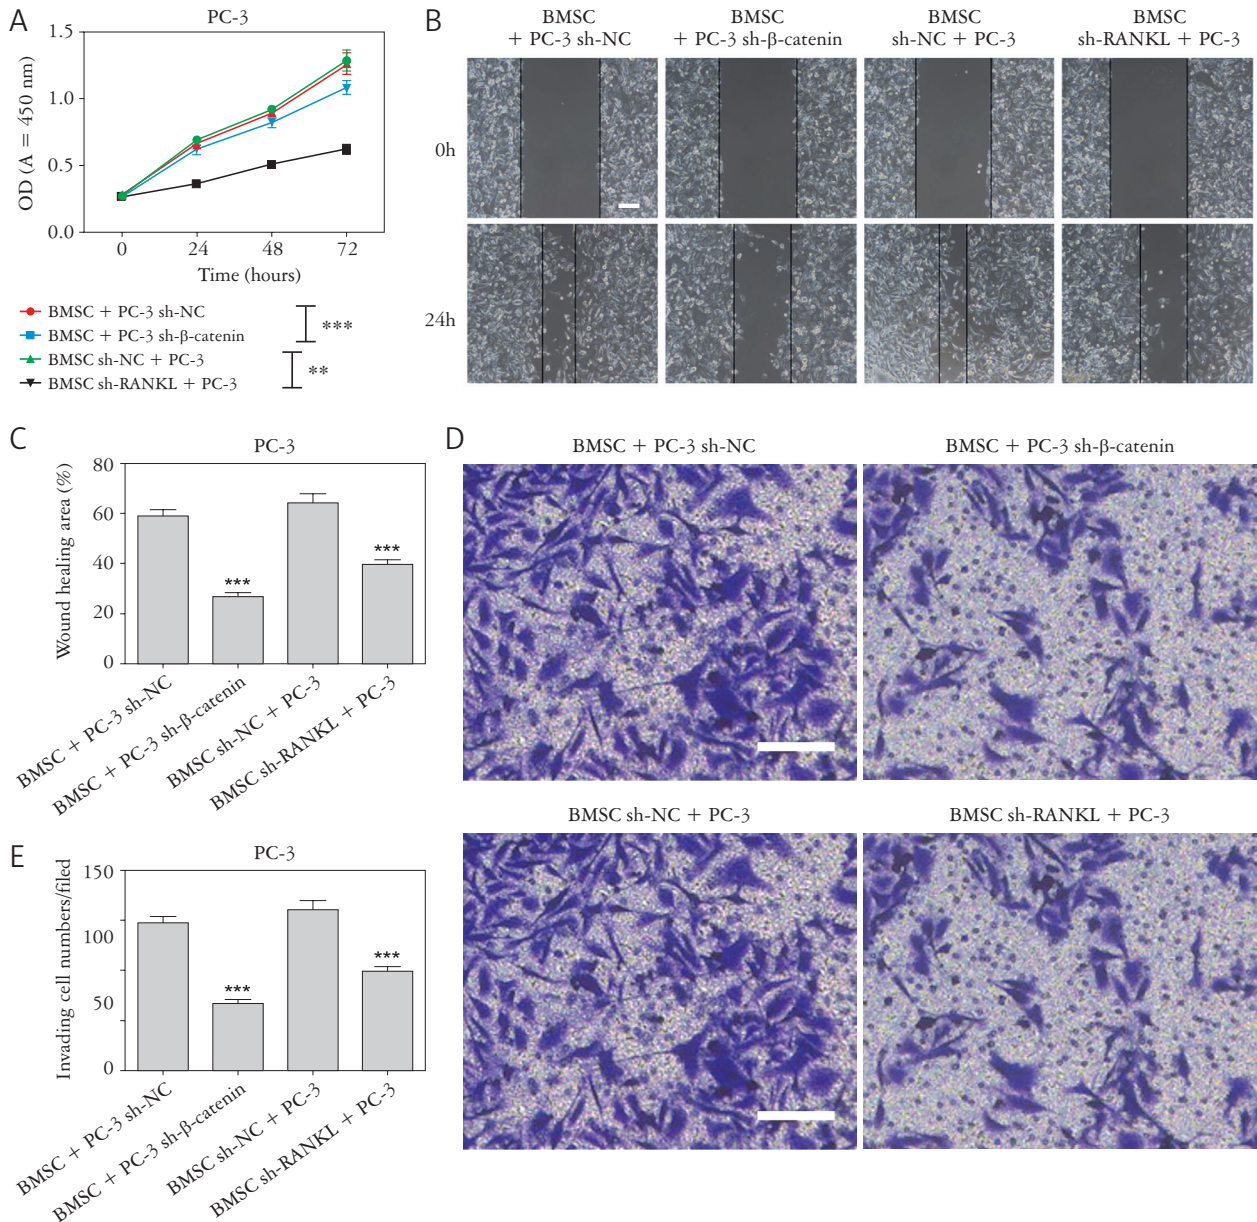 A
PC-3
OD (A = 450 nm)
1.5
1.0
0.5
0.0
0 24 48 72
Time (hours)
BMSC + PC-3 sh-NC
BMSC + PC-3 sh-β-catenin
BMSC sh-NC + PC-3
BMSC sh-RANKL + PC-3
***
**
B
BMSC
+ PC-3 sh-NC
BMSC
+ PC-3 sh-β-catenin
BMSC
sh-NC + PC-3
BMSC
sh-RANKL + PC-3
0h
24h
C
PC-3
Wound healing area (%)
80
60
40
20
0
***
***
BMSC + PC-3 sh-NC
BMSC + PC-3 sh-β-catenin
BMSC sh-NC + PC-3
BMSC sh-RANKL + PC-3
D
BMSC + PC-3 sh-NC
BMSC + PC-3 sh-β-catenin
BMSC sh-NC + PC-3
BMSC sh-RANKL + PC-3
E
PC-3
Invading cell numbers/filed
150
100
50
0
***
***
BMSC + PC-3 sh-NC
BMSC + PC-3 sh-β-catenin
BMSC sh-NC + PC-3
BMSC sh-RANKL + PC-3